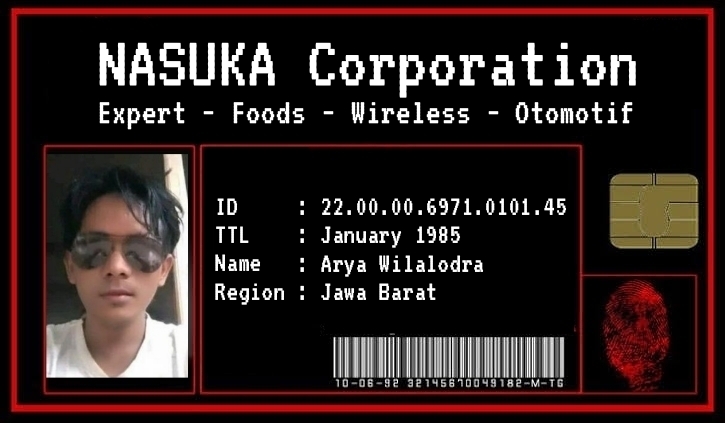 NASUKA Corporation
Expert - Foods - Wireless - Otomotif
ID : 22.00.00.6971.0101.45
TTL : January 1985
Name : Arya Wilalodra
Region : Jawa Barat
10-06-92 32145670049182-M-TG